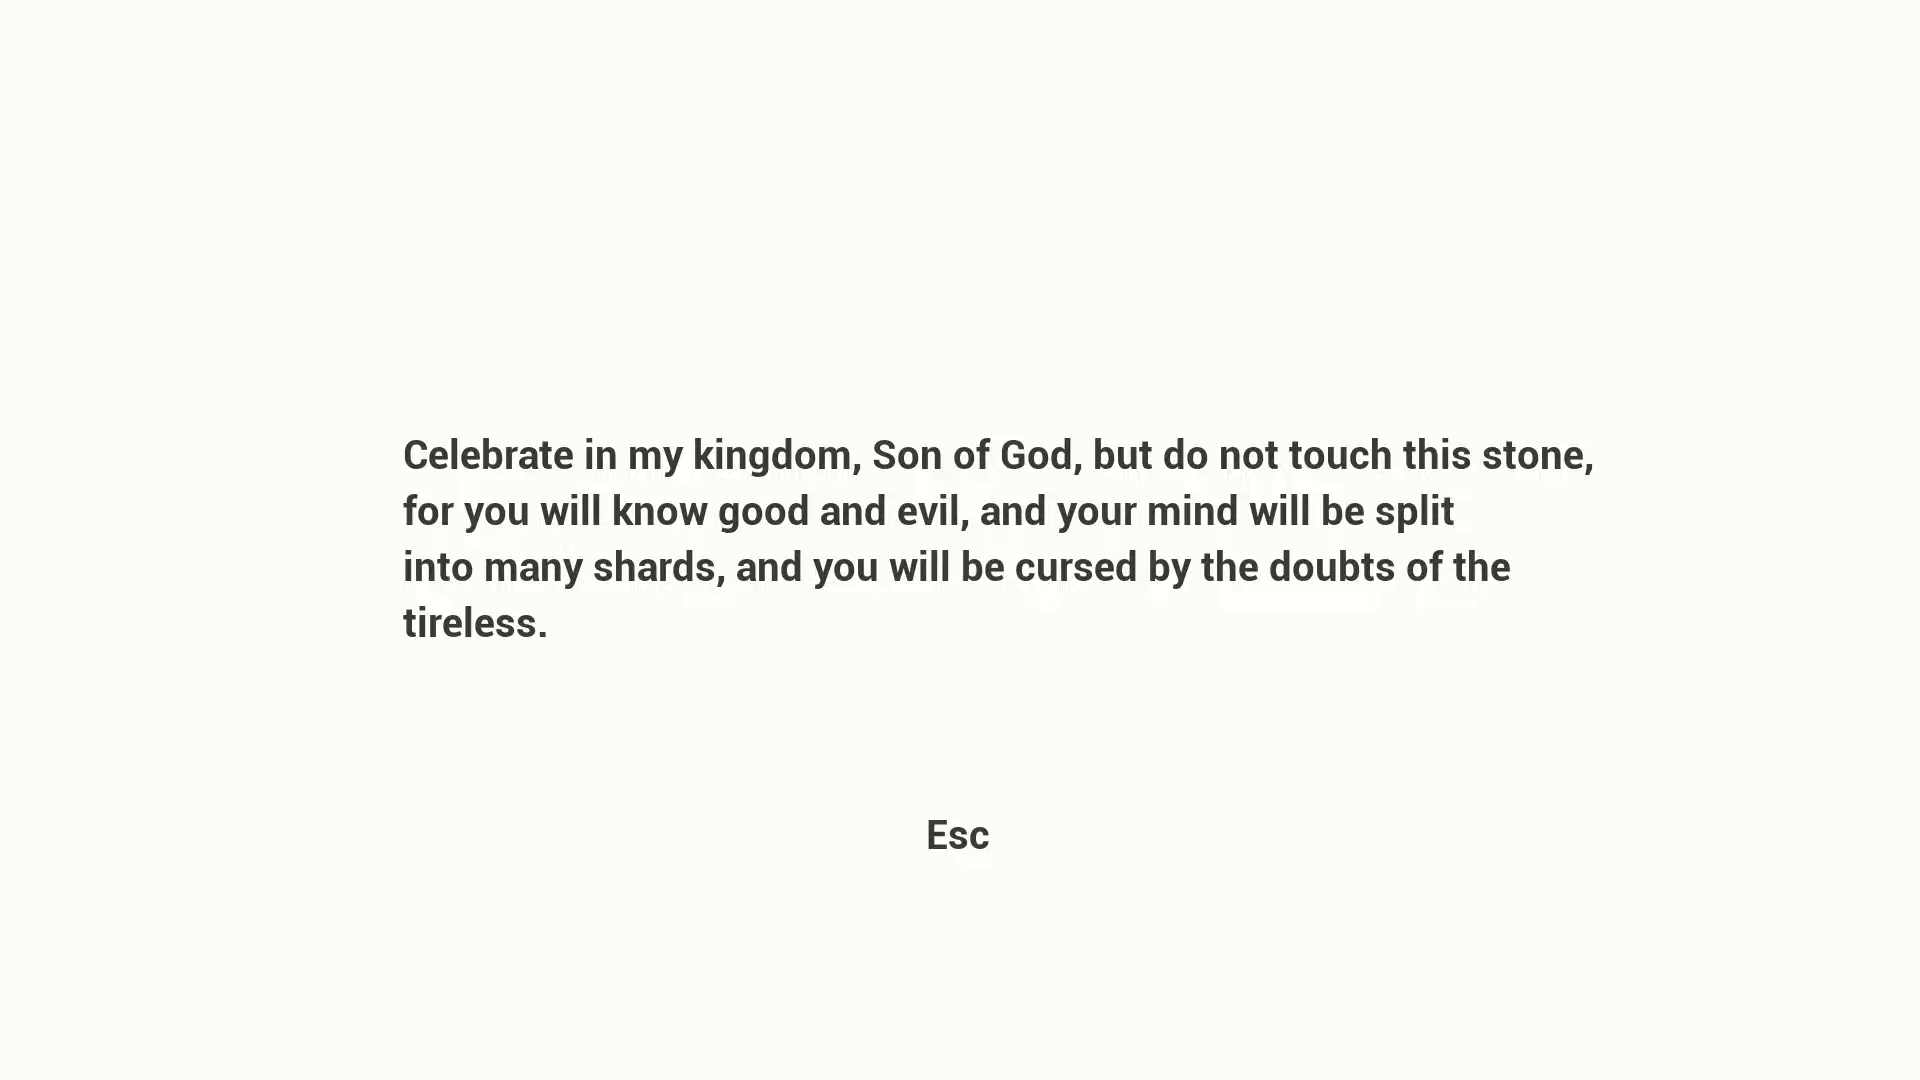 Celebrate in my kingdom, Son of God, but do not touch this stone,
for you will know good and evil, and your mind will be split
into many shards, and you will be cursed by the doubts of the
tireless.
Esc